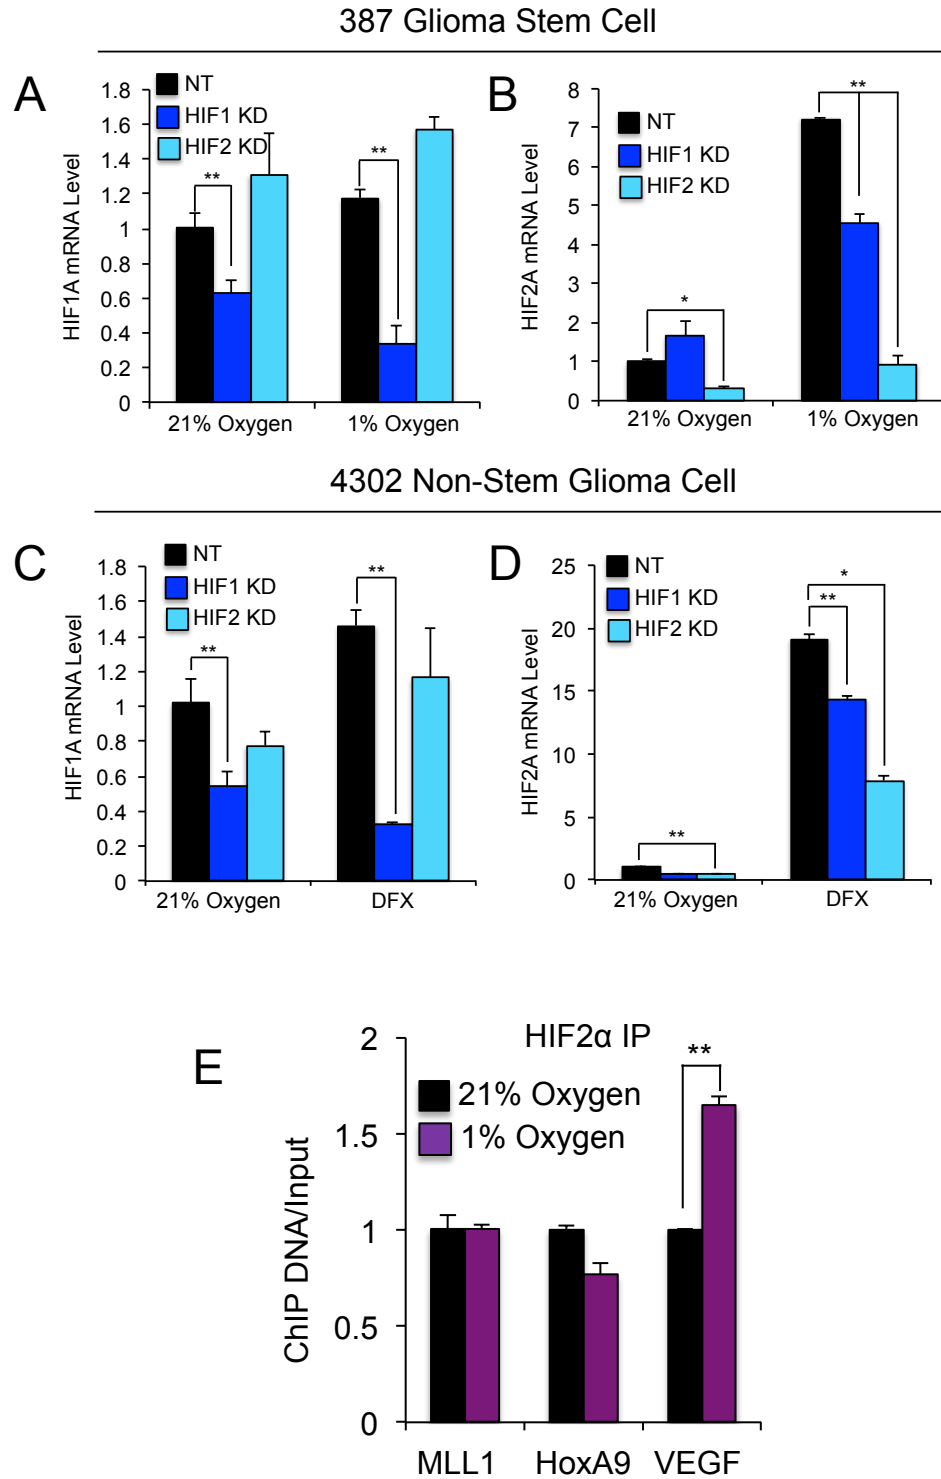 387 Glioma Stem Cell
A
HIF1A mRNA Level
1.8
1.6
1.4
1.2
1
0.8
0.6
0.4
0.2
0
NT
HIF1 KD
HIF2 KD
**
**
21% Oxygen
1% Oxygen
B
HIF2A mRNA Level
8
7
6
5
4
3
2
1
0
NT
HIF1 KD
HIF2 KD
*
**
21% Oxygen
1% Oxygen
4302 Non-Stem Glioma Cell
C
HIF1A mRNA Level
1.8
1.6
1.4
1.2
1
0.8
0.6
0.4
0.2
0
NT
HIF1 KD
HIF2 KD
**
**
21% Oxygen
DFX
D
HIF2A mRNA Level
25
20
15
10
5
0
NT
HIF1 KD
HIF2 KD
**
*
**
21% Oxygen
DFX
E
HIF2α IP
ChIP DNA/Input
2
1.5
1
0.5
0
21% Oxygen
1% Oxygen
**
MLL1
HoxA9
VEGF